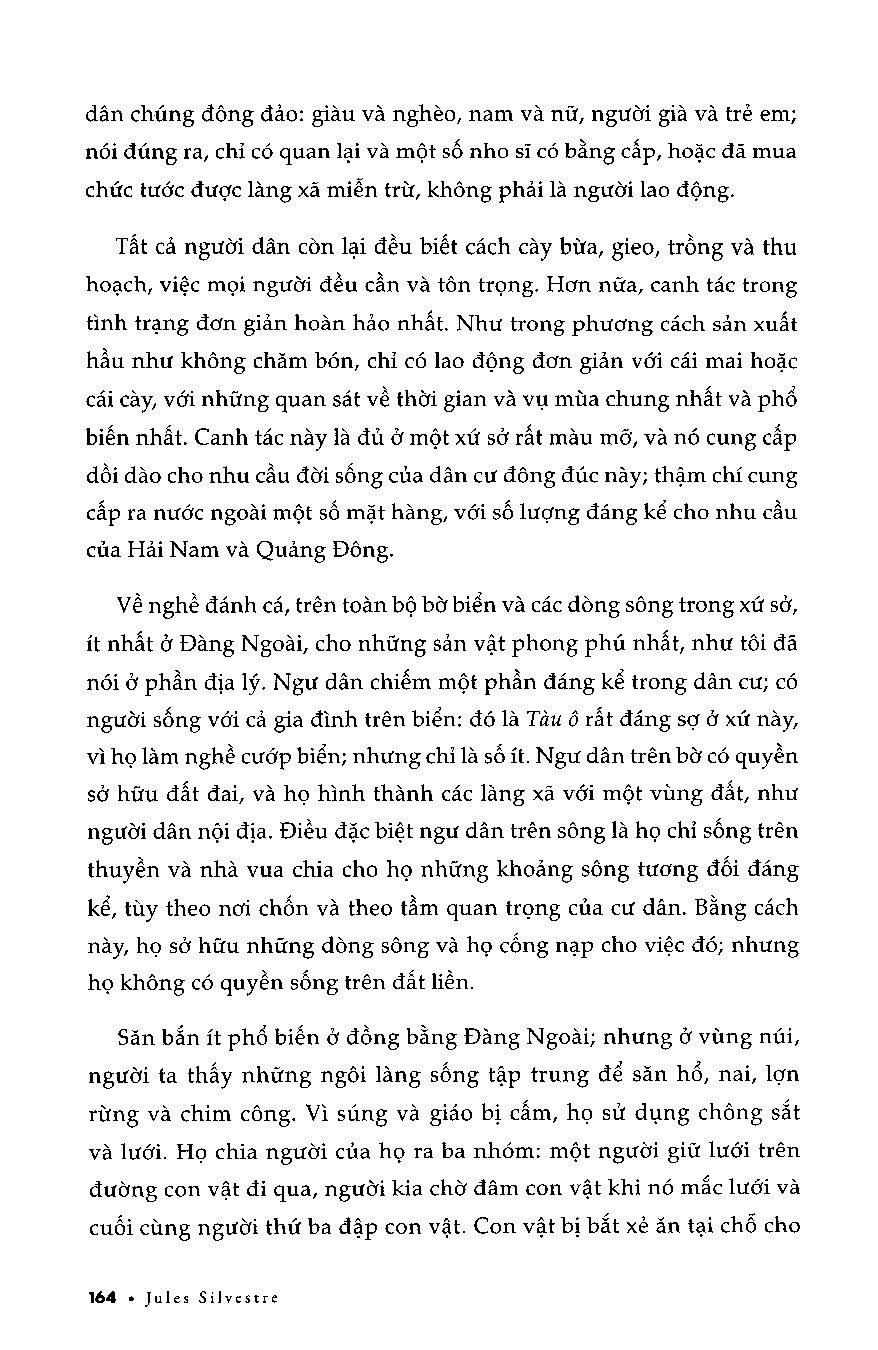 dân chúng đông đảo: giàu và nghèo, nam và nữ, người già và trẻ em;
nói đúng ra, chỉ có quan lại và một số nho sĩ có bằng cấp, hoặc đã mua
chức tước được làng xã miễn trừ, không phải là người lao động.
Tất cả người dân còn lại đều biết cách cày bừa, gieo, trồng và thu
hoạch, việc mọi người đều cần và tôn trọng. Hơn nữa, canh tác trong
tình trạng đơn giản hoàn hảo nhất. Như trong phương cách sản xuất
hầu như không chăm bón, chỉ có lao động đơn giản với cái mai hoặc
cái cày, với những quan sát về thời gian và vụ mùa chung nhất và phổ
biến nhất. Canh tác này là đủ ở một xứ sở rất màu mỡ, và nó cung cấp
dồi dào cho nhu cầu đời sống của dân cư đông đúc này; thậm chí cung
cấp ra nước ngoài một số mặt hàng, với số lượng đáng kể cho nhu cầu
của Hải Nam và Quảng Đông.
Về nghề đánh cá, trên toàn bộ bờ biển và các dòng sông trong xứ sở,
ít nhất ở Đàng Ngoài, cho những sản vật phong phú nhất, như tôi đã
nói ở phần địa lý. Ngư dân chiếm một phần đáng kể trong dân cư; có
người sống với cả gia đình trên biển: đó là Tàu ô rất đáng sợ ở xứ này,
vì họ làm nghề cướp biển; nhưng chỉ là số ít. Ngư dân trên bờ có quyền
sở hữu đất đai, và họ hình thành các làng xã với một vùng đất, như
người dân nội địa. Điều đặc biệt ngư dân trên sông là họ chỉ sống trên
thuyền và nhà vua chia cho họ những khoảng sông tương đối đáng
kể, tùy theo nơi chốn và theo tầm quan trọng của cư dân. Bằng cách
này, họ sở hữu những dòng sông và họ cống nạp cho việc đó; nhưng
họ không có quyền sống trên đất liền.
Săn bắn ít phổ biến ở đồng bằng Đàng Ngoài; nhưng ở vùng núi,
người ta thấy những ngôi làng sống tập trung để săn hổ, nai, lợn
rừng và chim công. Vì súng và giáo bị cấm, họ sử dụng chông sắt
và lưới. Họ chia người của họ ra ba nhóm: một người giữ lưới trên
đường con vật đi qua, người kia chờ đâm con vật khi nó mắc lưới và
cuối cùng người thứ ba đập con vật. Con vật bị bắt xẻ ăn tại chỗ cho
164 • Jules Silvestre